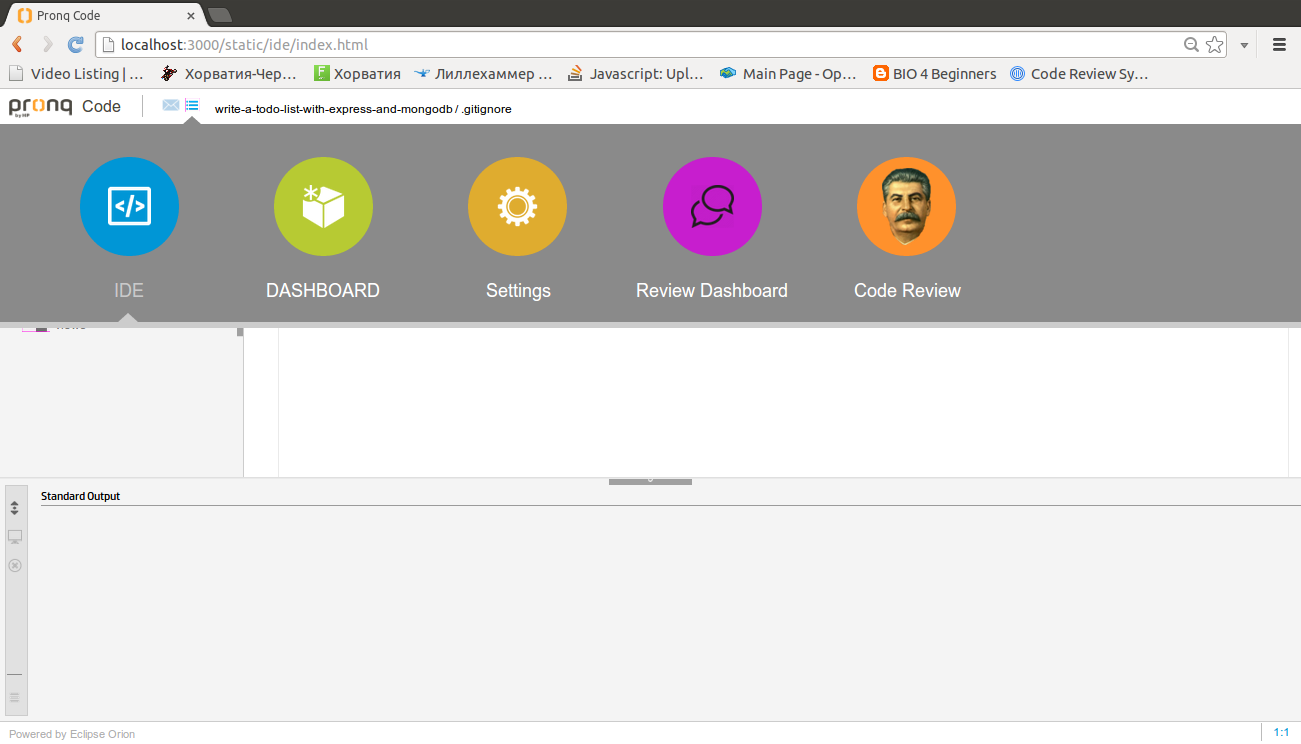 Pronq Code
localhost:3000/static/ide/index.html
Video Listing | ... Хорватия-Чер... Хорватия Лиллехаммер ... Javascript: Upl... Main Page - Op... BIO 4 Beginners Code Review Sy...
pronq Code write-a-todo-list-with-express-and-mongodb / .gitignore
by HP
</>
IDE DASHBOARD Settings Review Dashboard Code Review
Standard Output
Powered by Eclipse Orion 1:1